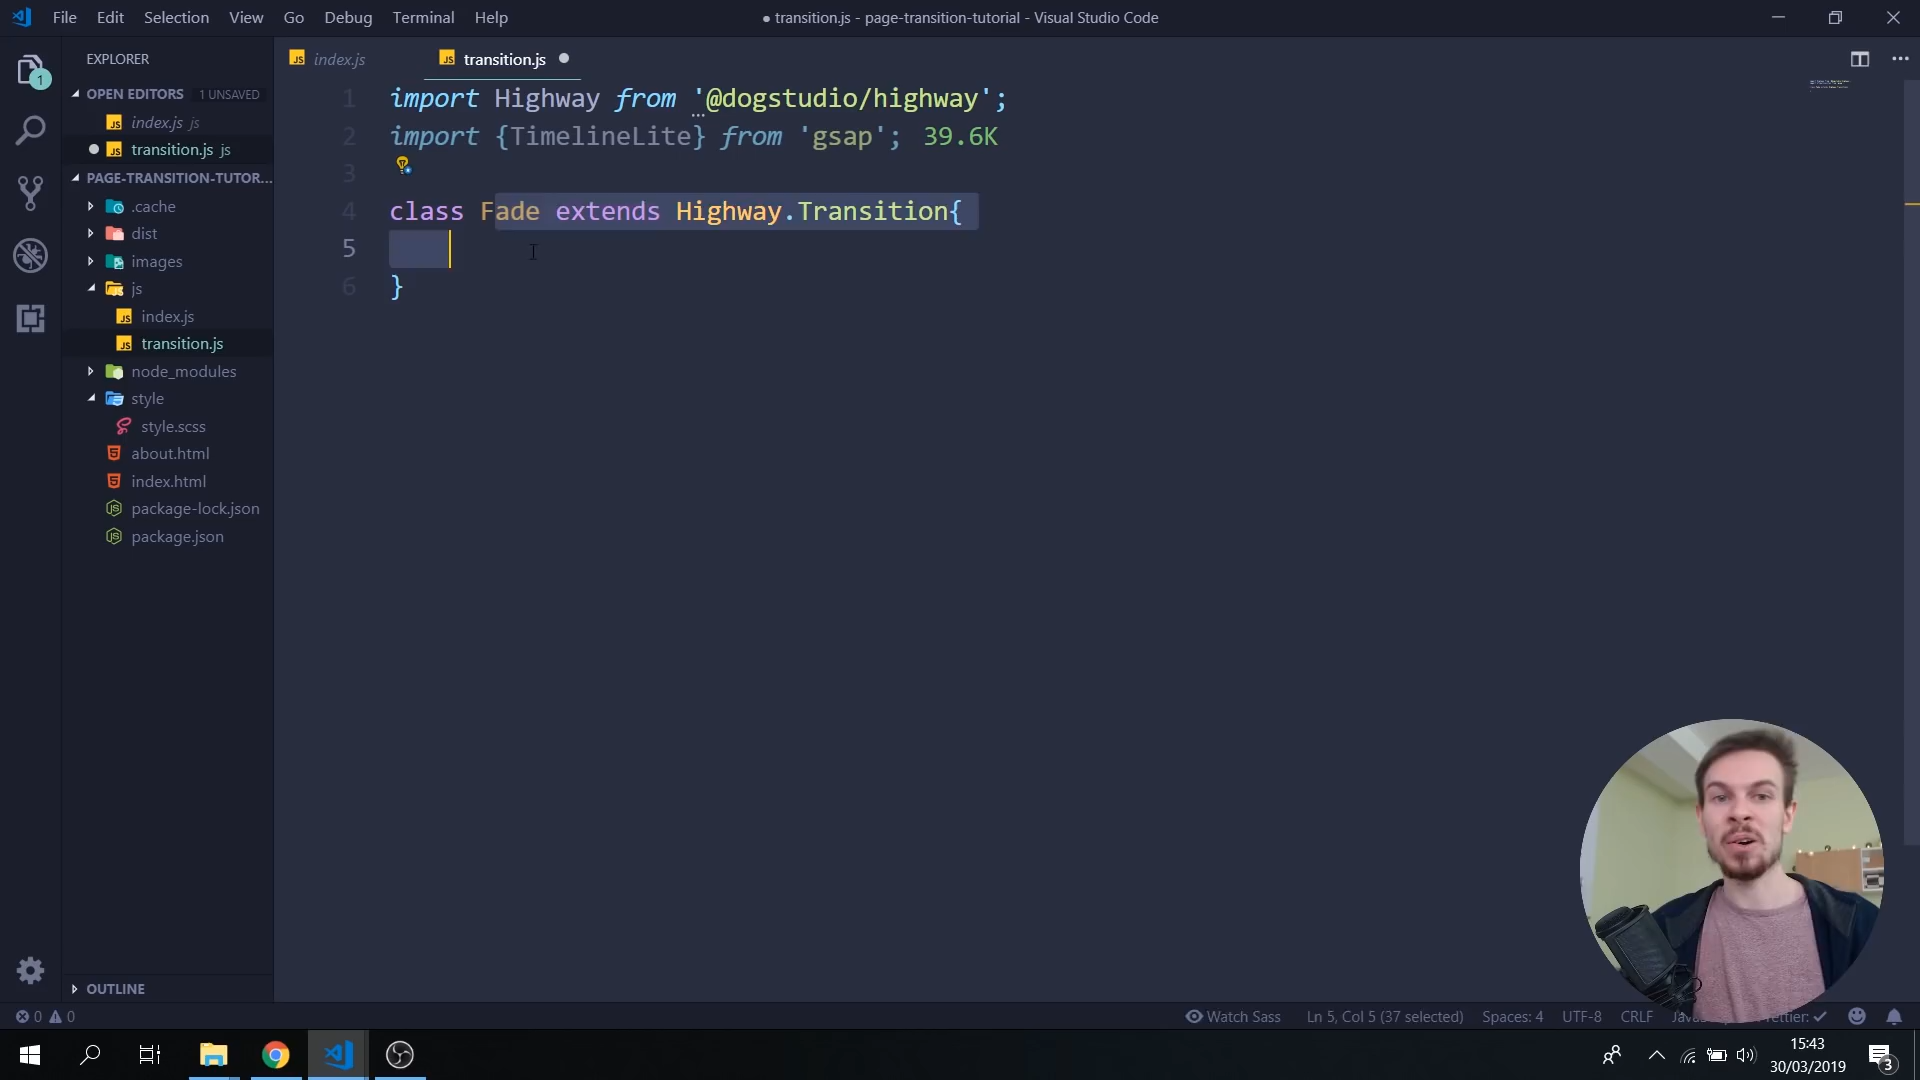 File Edit Selection View Go Debug Terminal Help
● transition.js - page-transition-tutorial - Visual Studio Code
EXPLORER
OPEN EDITORS 1 UNSAVED
index.js js
transition.js js
PAGE-TRANSITION-TUTOR...
.cache
dist
images
js
index.js
transition.js
node_modules
style
style.scss
about.html
index.html
package-lock.json
package.json
OUTLINE
JS index.js
JS transition.js
1 import Highway from '@dogstudio/highway';
2 import {TimelineLite} from 'gsap'; 39.6K
3
4 class Fade extends Highway.Transition{
5
6 }
0 0
Watch Sass Ln 5, Col 5 (37 selected) Spaces: 4 UTF-8 CRLF
15:43
30/03/2019
3
1